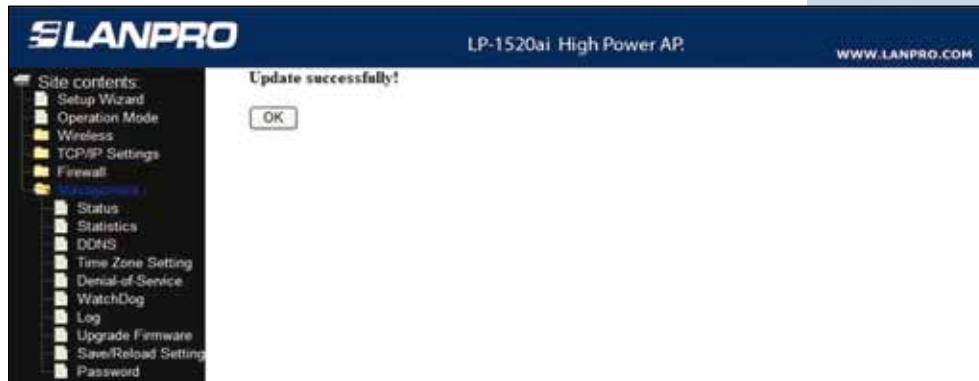 LANPRO
LP-1520ai High Power AP.
WWW.LANPRO.COM
Site contents:
Setup Wizard
Operation Mode
Wireless
TCP/IP Settings
Firewall
Management
Status
Statistics
DDNS
Time Zone Setting
Denial-of-Service
WatchDog
Log
Upgrade Firmware
Save/Reload Setting
Password
Update successfully!
OK